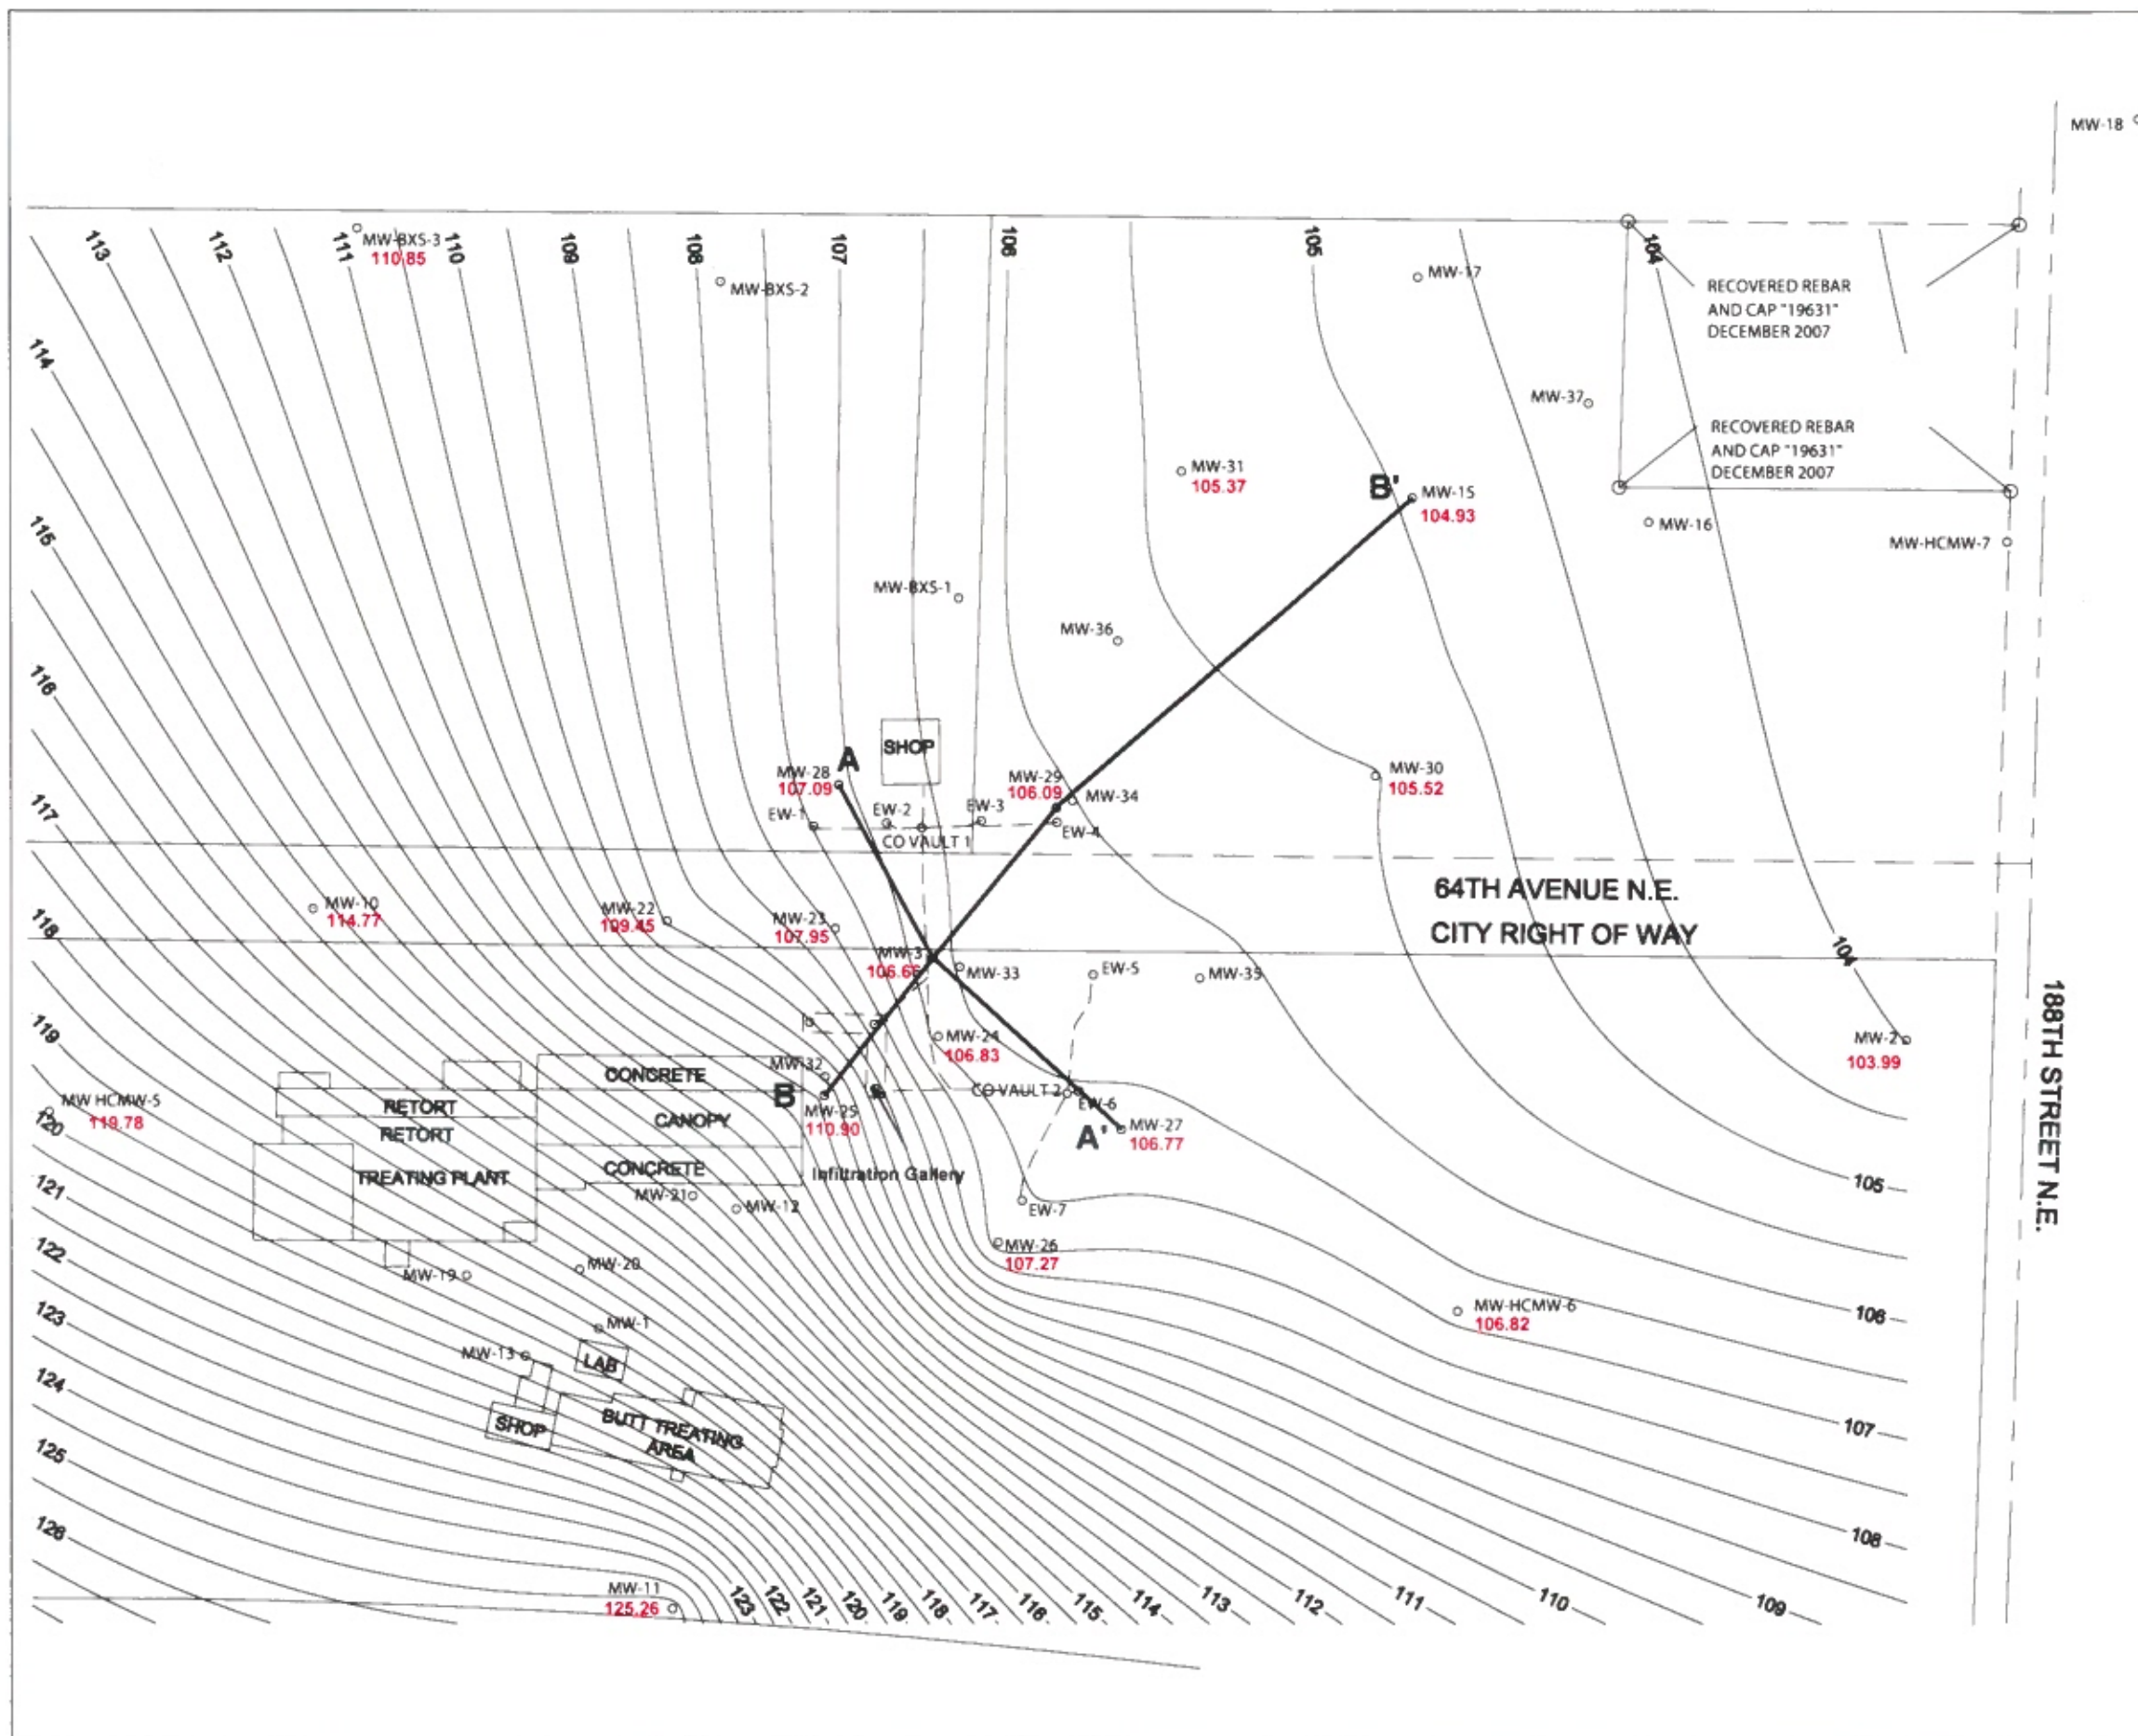 MW-18
MW-BXS-3
110.85
113
112
111
110
109
108
107
106
105
104
MW-BXS-2
MW-17
RECOVERED REBAR
AND CAP "19631"
DECEMBER 2007
114
MW-37
RECOVERED REBAR
AND CAP "19631"
DECEMBER 2007
MW-31
105.37
B'
MW-15
104.93
MW-16
MW-HCMW-7
115
MW-BXS-1
MW-36
116
SHOP
A
MW-28
107.09
MW-29
106.09
MW-34
MW-30
105.52
117
EW-1
EW-2
EW-3
EW-4
CO VAULT 1
64TH AVENUE N.E.
CITY RIGHT OF WAY
MW-10
114.77
MW-22
109.45
MW-23
107.95
118
MW-3
106.66
MW-33
EW-5
MW-35
104
188TH STREET N.E.
119
MW-24
106.83
MW-2
103.99
MW-32
CONCRETE
B
MW-25
110.90
CO VAULT 2
EW-6
MW HCMW-5
119.78
RETORT
CANOPY
RETORT
120
A'
MW-27
106.77
CONCRETE
TREATING PLANT
Infiltration Gallery
121
MW-21
MW-12
EW-7
105
122
MW-26
107.27
MW-20
MW-19
MW-HCMW-6
106.82
106
123
MW-1
MW-13
LAB
124
SHOP
BUTT TREATING
AREA
107
125
108
126
MW-11
125.26
123
122
121
120
119
118
117
116
115
114
113
112
111
110
109